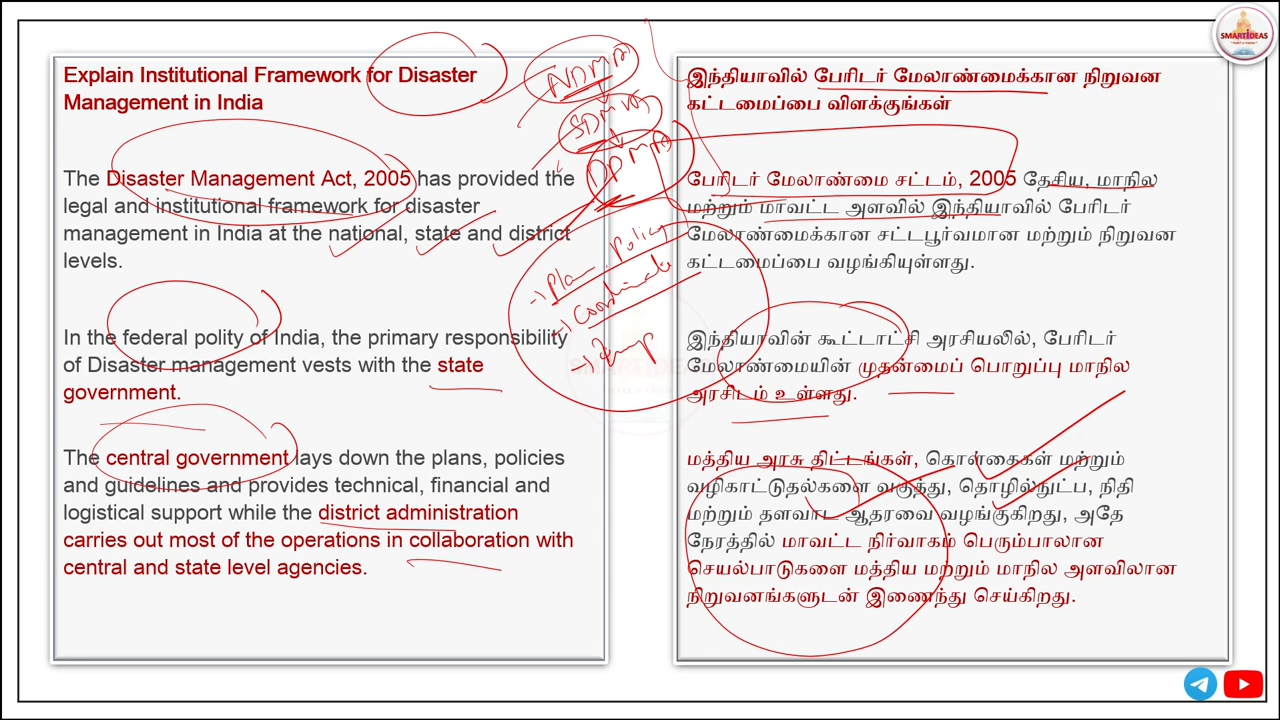 SMARTIDEAS
Explain Institutional Framework for Disaster
Management in India
The Disaster Management Act, 2005 has provided the
legal and institutional framework for disaster
management in India at the national, state and district
levels.
In the federal polity of India, the primary responsibility
of Disaster management vests with the state
government.
The central government lays down the plans, policies
and guidelines and provides technical, financial and
logistical support while the district administration
carries out most of the operations in collaboration with
central and state level agencies.
NDMA
SDMA
DDMA
Plan, Policy
Coordinate
இந்தியாவில் பேரிடர் மேலாண்மைக்கான நிறுவன
கட்டமைப்பை விளக்குங்கள்
பேரிடர் மேலாண்மை சட்டம், 2005 தேசிய, மாநில
மற்றும் மாவட்ட அளவில் இந்தியாவில் பேரிடர்
மேலாண்மைக்கான சட்டபூர்வமான மற்றும் நிறுவன
கட்டமைப்பை வழங்கியுள்ளது.
இந்தியாவின் கூட்டாட்சி அரசியலில், பேரிடர்
மேலாண்மையின் முதன்மைப் பொறுப்பு மாநில
அரசிடம் உள்ளது.
மத்திய அரசு திட்டங்கள், கொள்கைகள் மற்றும்
வழிகாட்டுதல்களை வகுத்து, தொழில்நுட்ப, நிதி
மற்றும் தளவாட ஆதரவை வழங்குகிறது, அதே
நேரத்தில் மாவட்ட நிர்வாகம் பெரும்பாலான
செயல்பாடுகளை மத்திய மற்றும் மாநில அளவிலான
நிறுவனங்களுடன் இணைந்து செய்கிறது.